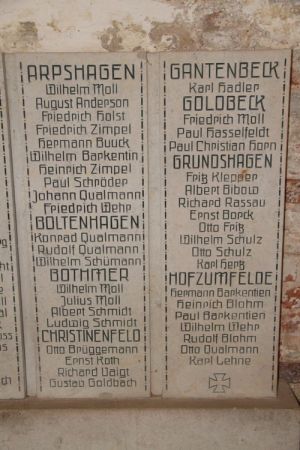 ARPSHAGEN
Wilhelm Moll
August Anderson
Friedrich Holst
Friedrich Zimpel
Hermann Buuck
Wilhelm Barkentin
Heinrich Zimpel
Paul Schröder
Johann Qualmann
Friedrich Wehr
BOLTENHAGEN
Konrad Qualmann
Rudolf Qualmann
Wilhelm Schümann
BOTHMER
Wilhelm Moll
Julius Moll
Albert Schmidt
Ludwig Schmidt
CHRISTINENFELD
Otto Brüggemann
Ernst Roth
Richard Voigt
Gustav Goldbach
GANTENBECK
Karl Hadler
GOLDBECK
Friedrich Moll
Paul Hasselfeldt
Paul Christian Horn
GRUNDSHAGEN
Fritz Klepper
Albert Bibow
Richard Rassau
Ernst Borck
Otto Fritz
Wilhelm Schulz
Otto Schulz
Karl Hertz
HOFZUMFELDE
Hermann Barkentien
Heinrich Blohm
Paul Barkentien
Wilhelm Wehr
Rudolf Blohm
Otto Qualmann
Karl Lehne